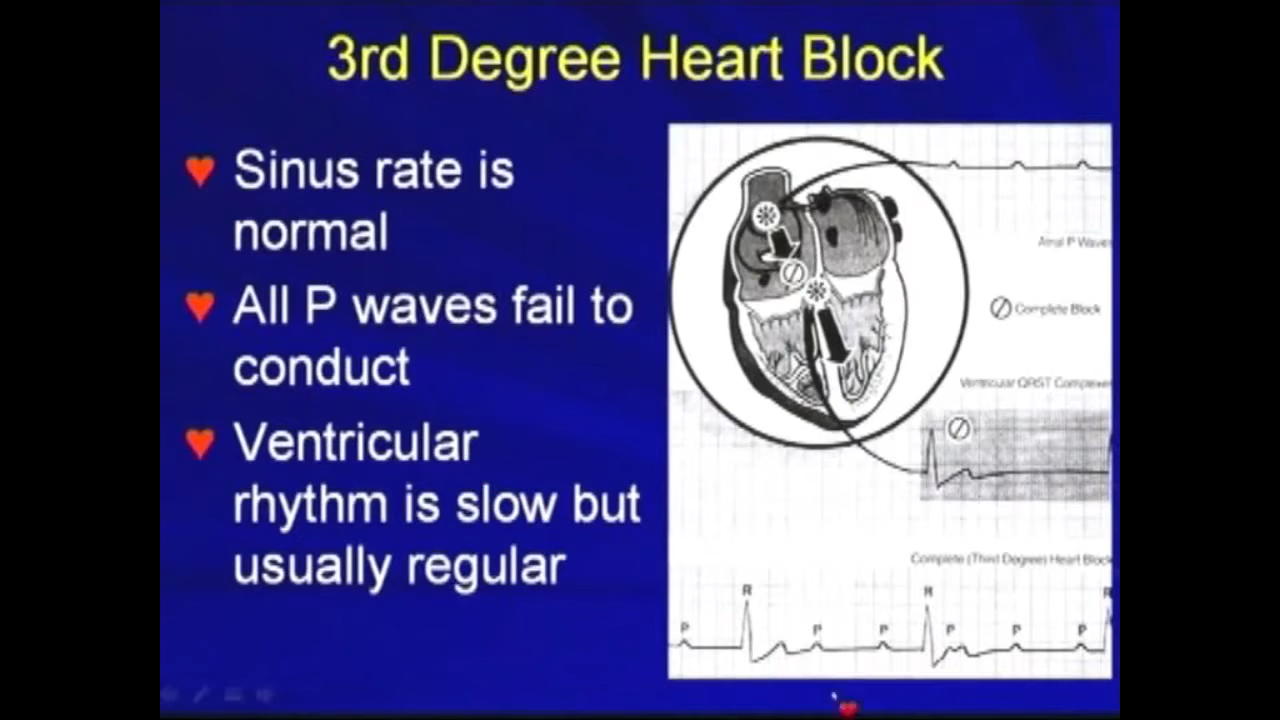 3rd Degree Heart Block
Sinus rate is
normal
All P waves fail to
conduct
Ventricular
rhythm is slow but
usually regular
Atrial P Waves
Complete Block
Ventricular QRST Complexes
Complete (Third Degree) Heart Block
R R R
P P P P P P